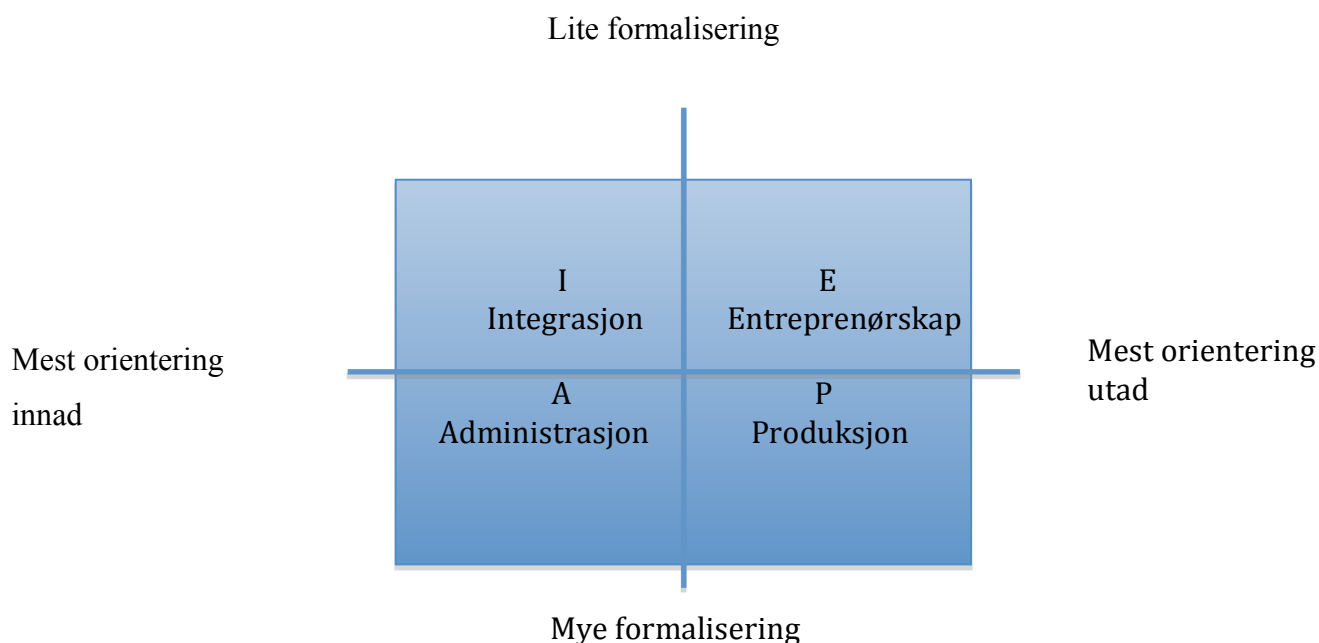 Lite formalisering
I
Integrasjon
E
Entreprenørskap
Mest orientering
innad
Mest orientering
utad
A
Administrasjon
P
Produksjon
Mye formalisering